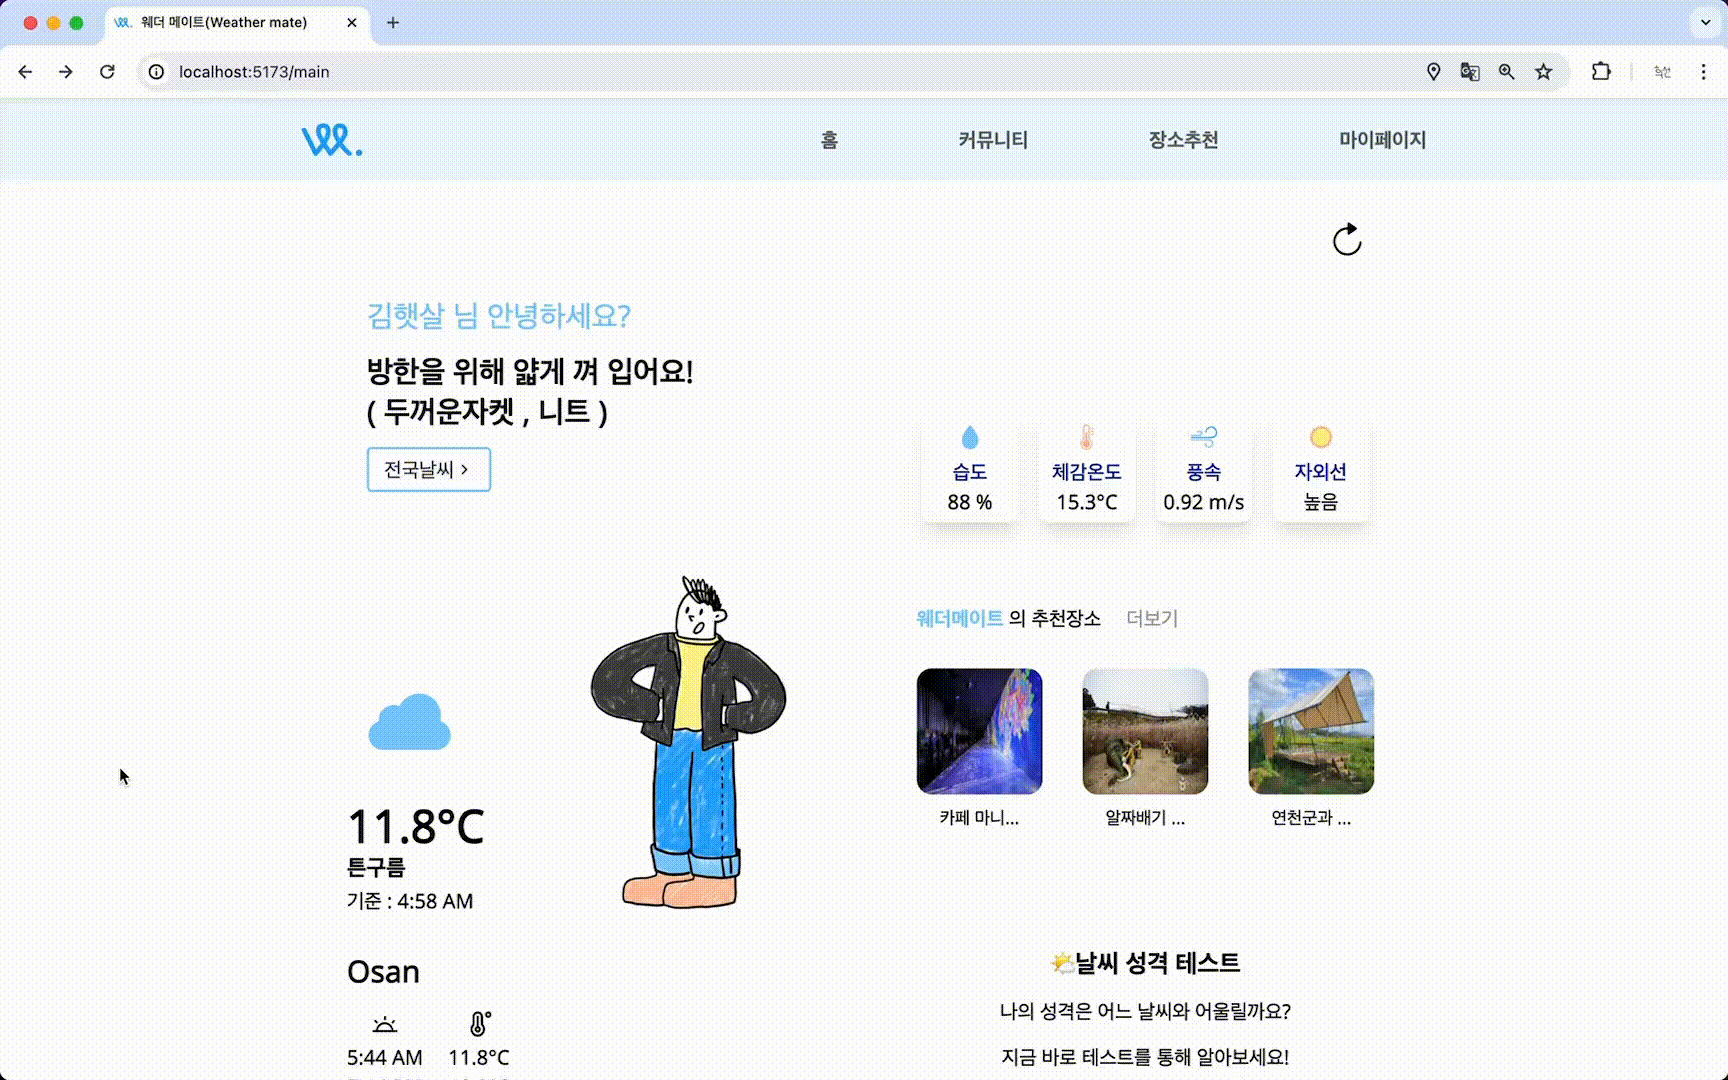 웨더 메이트(Weather mate)
localhost:5173/main
W.
홈
커뮤니티
장소추천
마이페이지
김햇살 님 안녕하세요?
방한을 위해 얇게 껴 입어요!
( 두꺼운자켓 , 니트 )
전국날씨 >
습도
88 %
체감온도
15.3°C
풍속
0.92 m/s
자외선
높음
웨더메이트 의 추천장소 더보기
카페 마니...
알짜배기 ...
연천군과 ...
11.8°C
튼구름
기준 : 4:58 AM
Osan
5:44 AM 11.8°C
날씨 성격 테스트
나의 성격은 어느 날씨와 어울릴까요?
지금 바로 테스트를 통해 알아보세요!